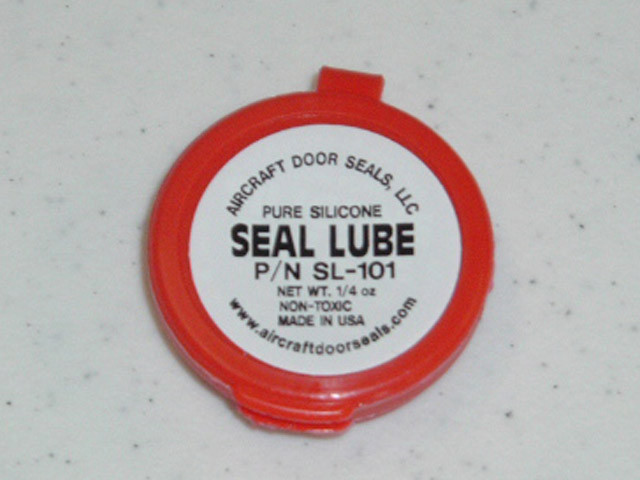 AIRCRAFT DOOR SEALS, LLC
PURE SILICONE
SEAL LUBE
P/N SL-101
NET WT. 1/4 oz
NON-TOXIC
MADE IN USA
www.aircraftdoorseals.com